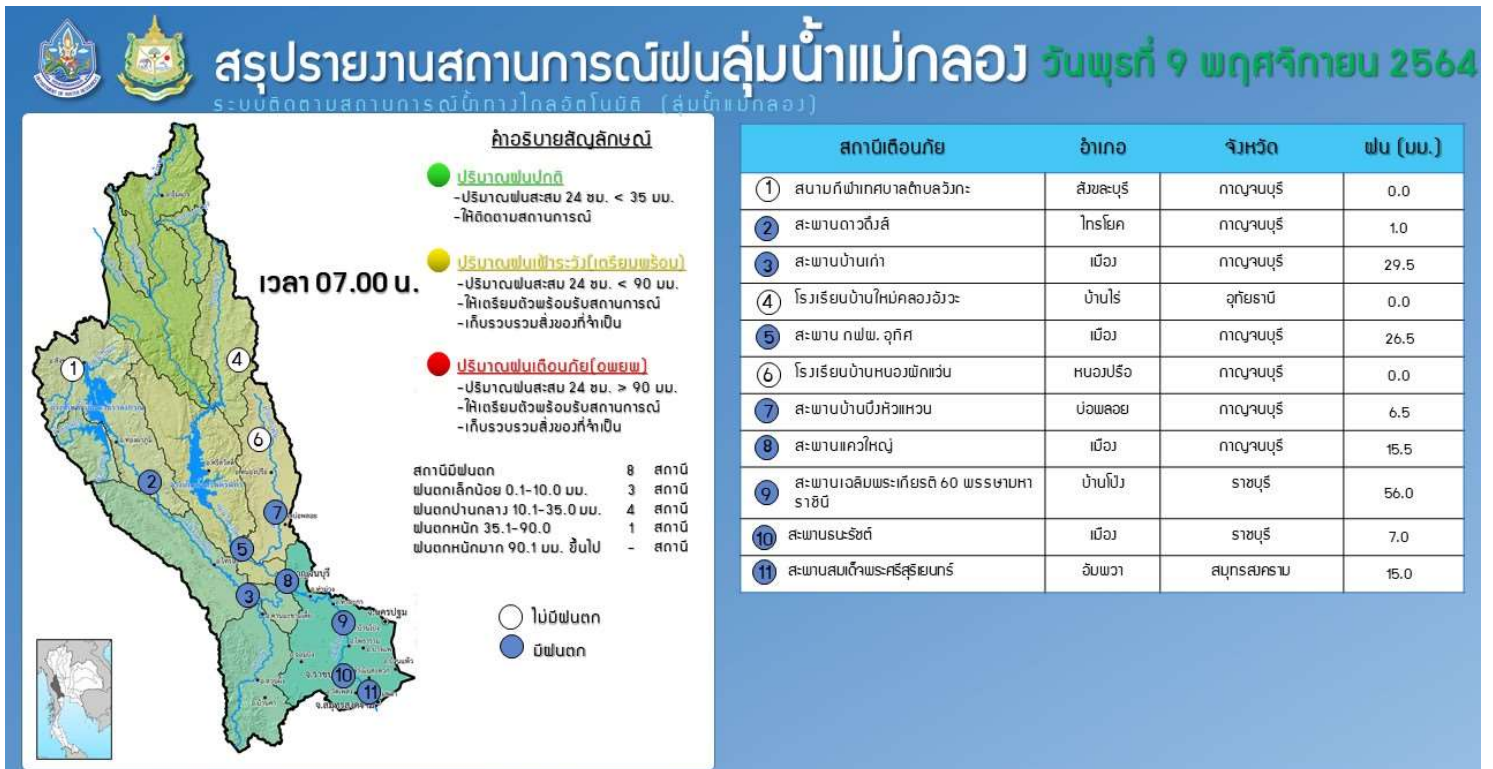 สรุปรายงานสถานการณ์ฝนลุ่มน้ำแม่กลอง วันพุธที่ 9 พฤศจิกายน 2564
ระบบติดตามสถานการณ์น้ำทางไกลอัตโนมัติ (ลุ่มน้ำแม่กลอง)
คำอธิบายสัญลักษณ์
ปริมาณฝนปกติ
-ปริมาณฝนสะสม 24 ชม. < 35 มม.
-ให้ติดตามสถานการณ์
เวลา 07.00 น.
ปริมาณฝนเฝ้าระวัง(เตรียมพร้อม)
-ปริมาณฝนสะสม 24 ชม. < 90 มม.
-ให้เตรียมตัวพร้อมรับสถานการณ์
-เก็บรวบรวมสิ่งของที่จำเป็น
ปริมาณฝนเตือนภัย(อพยพ)
-ปริมาณฝนสะสม 24 ชม. > 90 มม.
-ให้เตรียมตัวพร้อมรับสถานการณ์
-เก็บรวบรวมสิ่งของที่จำเป็น
สถานีมีฝนตก 8 สถานี
ฝนตกเล็กน้อย 0.1-10.0 มม. 3 สถานี
ฝนตกปานกลาง 10.1-35.0 มม. 4 สถานี
ฝนตกหนัก 35.1-90.0 1 สถานี
ฝนตกหนักมาก 90.1 มม. ขึ้นไป - สถานี
ไม่มีฝนตก
มีฝนตก
1
4
6
2
7
5
8
3
9
10
11
สถานีเตือนภัย อำเภอ จังหวัด ฝน (มม.)
1 สนามกีฬาเทศบาลตำบลวังกะ สังขละบุรี กาญจนบุรี 0.0
2 สะพานดาวดึงส์ ไทรโยค กาญจนบุรี 1.0
3 สะพานบ้านเก่า เมือง กาญจนบุรี 29.5
4 โรงเรียนบ้านใหม่คลองอังวะ บ้านไร่ อุทัยธานี 0.0
5 สะพาน กฟผ. อุทิศ เมือง กาญจนบุรี 26.5
6 โรงเรียนบ้านหนองผักแว่น หนองปรือ กาญจนบุรี 0.0
7 สะพานบ้านบึงหัวแหวน บ่อพลอย กาญจนบุรี 6.5
8 สะพานแควใหญ่ เมือง กาญจนบุรี 15.5
9 สะพานเฉลิมพระเกียรติ 60 พรรษามหา บ้านโป่ง ราชบุรี 56.0
ราชินี
10 สะพานธนะรัชต์ เมือง ราชบุรี 7.0
11 สะพานสมเด็จพระศรีสุริเยนทร์ อัมพวา สมุทรสงคราม 15.0